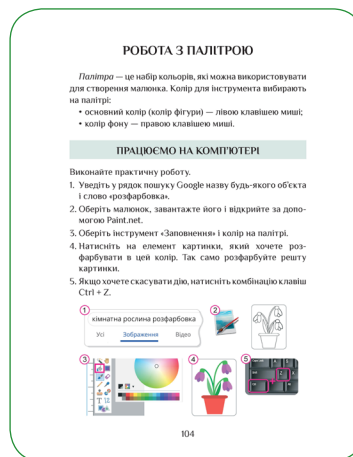 РОБОТА З ПАЛІТРОЮ
Палітра — це набір кольорів, які можна використовувати
для створення малюнка. Колір для інструмента вибирають
на палітрі:
• основний колір (колір фігури) — лівою клавішею миші;
• колір фону — правою клавішею миші.
ПРАЦЮЄМО НА КОМП'ЮТЕРІ
Виконайте практичну роботу.
1. Уведіть у рядок пошуку Google назву будь-якого об'єкта
і слово «розфарбовка».
2. Оберіть малюнок, завантажте його і відкрийте за допо-
могою Paint.net.
3. Оберіть інструмент «Заповнення» і колір на палітрі.
4. Натисніть на елемент картинки, який хочете роз-
фарбувати в цей колір. Так само розфарбуйте решту
картинки.
5. Якщо хочете скасувати дію, натисніть комбінацію клавіш
Ctrl + Z.
1
кімнатна рослина розфарбовка
Усі Зображення Відео
2
3
4
5
104